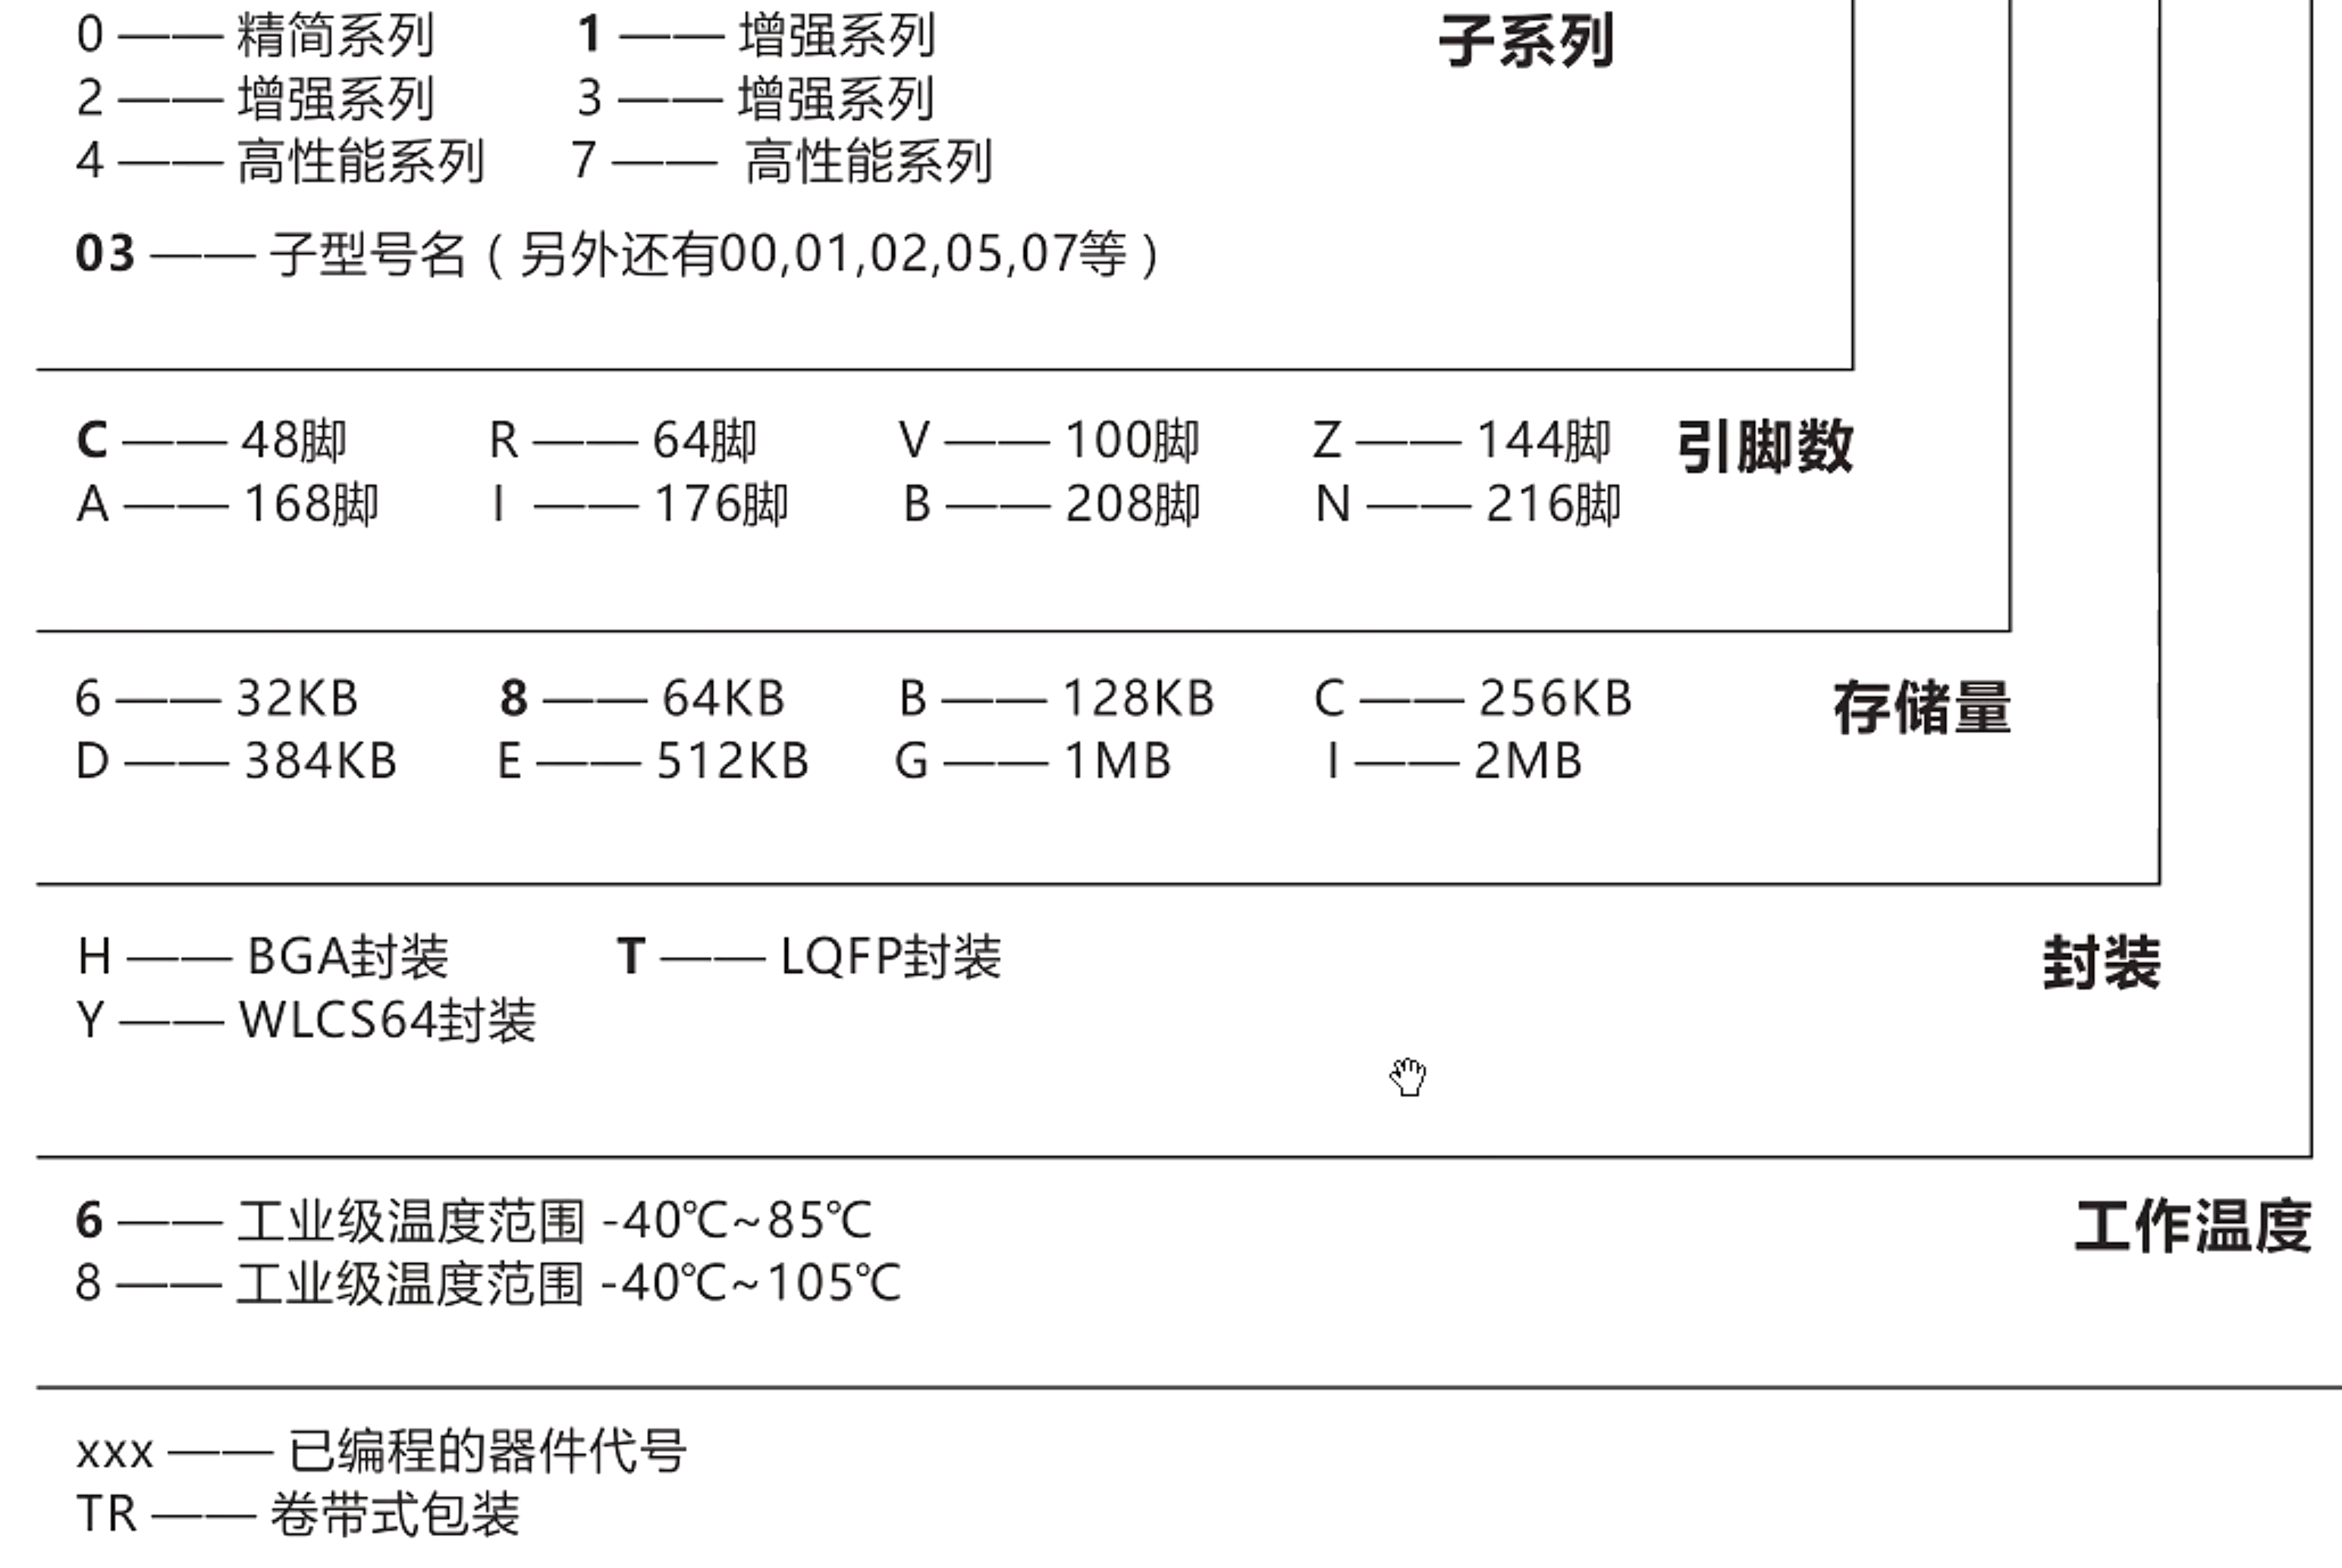 0 —— 精简系列 1 —— 增强系列 子系列
2 —— 增强系列 3 —— 增强系列
4 —— 高性能系列 7 —— 高性能系列
03 —— 子型号名（另外还有00,01,02,05,07等）
C —— 48脚 R —— 64脚 V —— 100脚 Z —— 144脚 引脚数
A —— 168脚 I —— 176脚 B —— 208脚 N —— 216脚
6 —— 32KB 8 —— 64KB B —— 128KB C —— 256KB 存储量
D —— 384KB E —— 512KB G —— 1MB I —— 2MB
H —— BGA封装 T —— LQFP封装 封装
Y —— WLCS64封装
6 —— 工业级温度范围 -40℃~85℃ 工作温度
8 —— 工业级温度范围 -40℃~105℃
xxx —— 已编程的器件代号
TR —— 卷带式包装